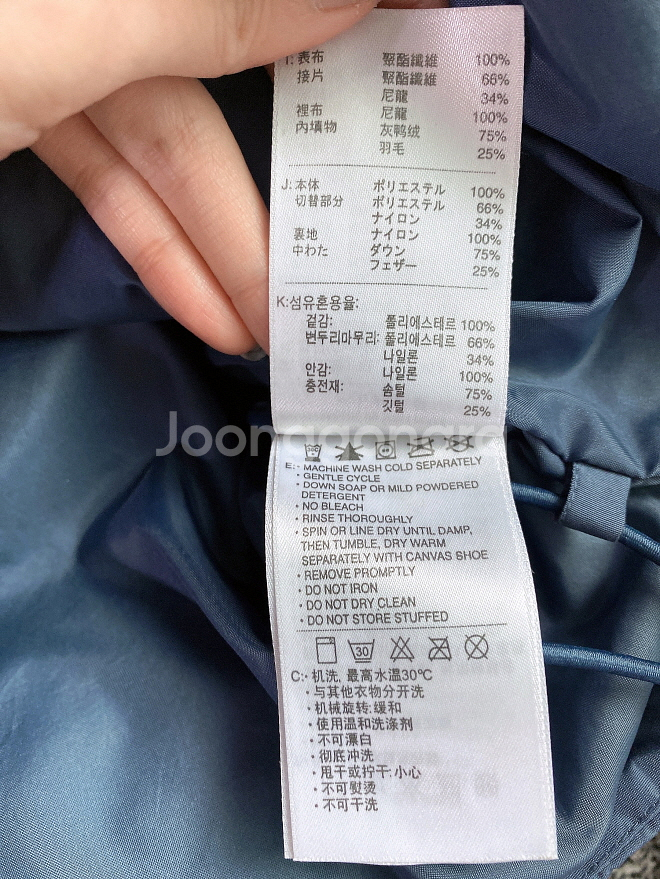 T: 表布 聚酯纖維 100%
接片 聚酯纖維 66%
尼龍 34%
裡布 尼龍 100%
內填物 灰鸭绒 75%
羽毛 25%
J: 本体 ポリエステル 100%
切替部分 ポリエステル 66%
ナイロン 34%
裏地 ナイロン 100%
中わた ダウン 75%
フェザー 25%
K:섬유혼용율:
겉감: 폴리에스테르 100%
변두리마무리: 폴리에스테르 66%
나일론 34%
안감: 나일론 100%
충전재: 솜털 75%
깃털 25%
Joonggonara
E: · MACHINE WASH COLD SEPARATELY
· GENTLE CYCLE
· DOWN SOAP OR MILD POWDERED
DETERGENT
· NO BLEACH
· RINSE THOROUGHLY
· SPIN OR LINE DRY UNTIL DAMP,
THEN TUMBLE, DRY WARM
SEPARATELY WITH CANVAS SHOE
· REMOVE PROMPTLY
· DO NOT IRON
· DO NOT DRY CLEAN
· DO NOT STORE STUFFED
30
C: · 机洗, 最高水温30℃
· 与其他衣物分开洗
· 机械旋转: 缓和
· 使用温和洗涤剂
· 不可漂白
· 彻底冲洗
· 甩干或拧干: 小心
· 不可熨烫
· 不可干洗